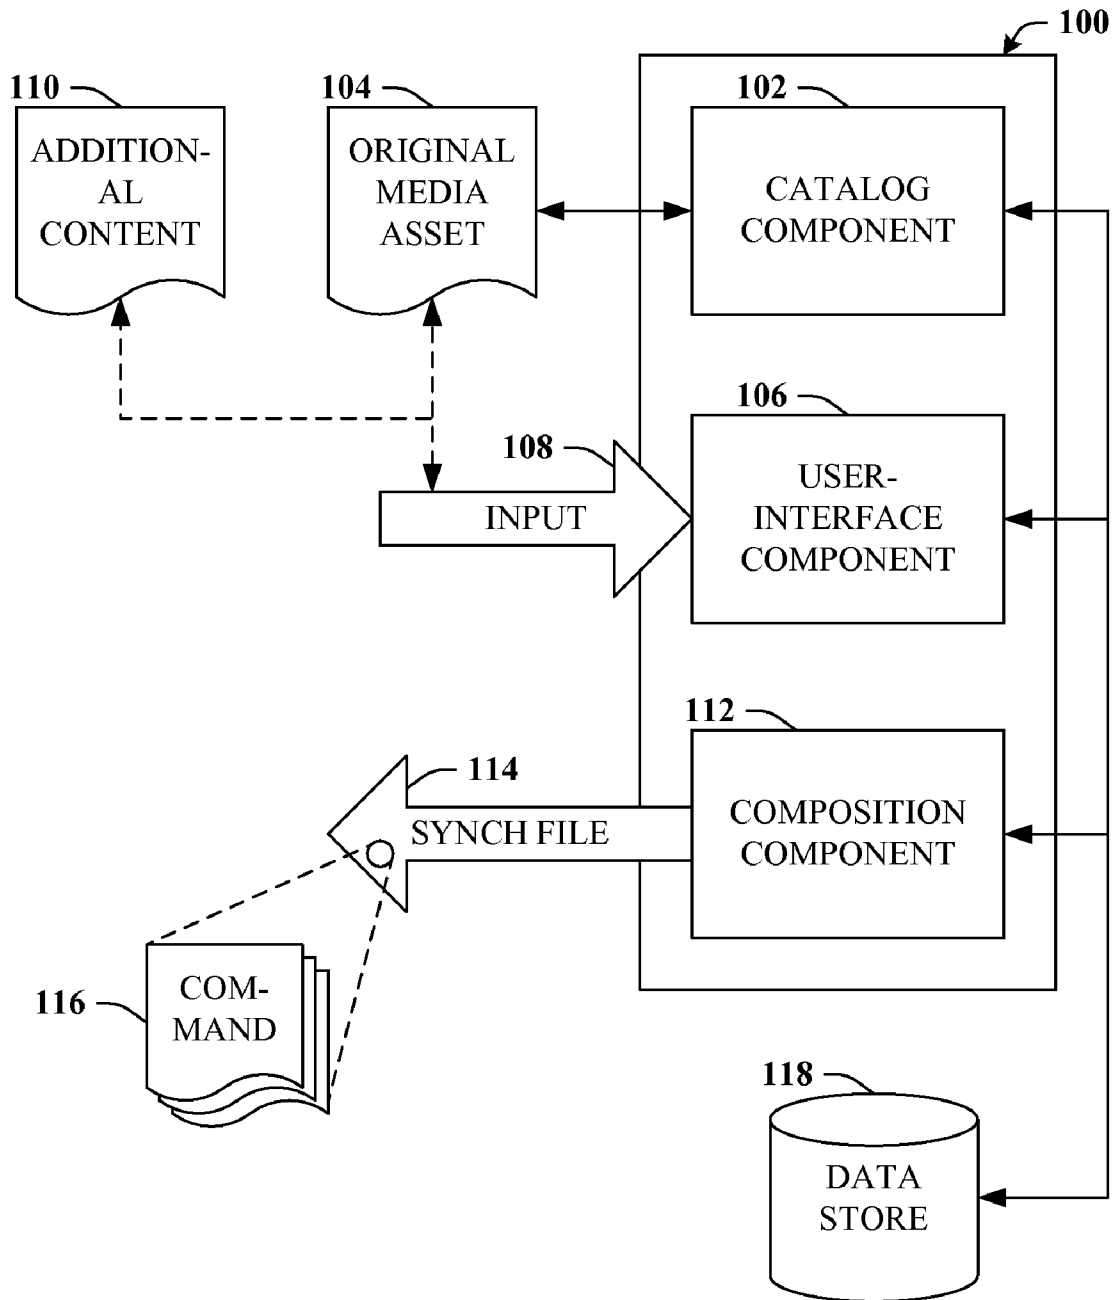 100
110
ADDITION-
AL
CONTENT
104
ORIGINAL
MEDIA
ASSET
102
CATALOG
COMPONENT
108
INPUT
106
USER-
INTERFACE
COMPONENT
112
COMPOSITION
COMPONENT
114
SYNCH FILE
116
COM-
MAND
118
DATA
STORE